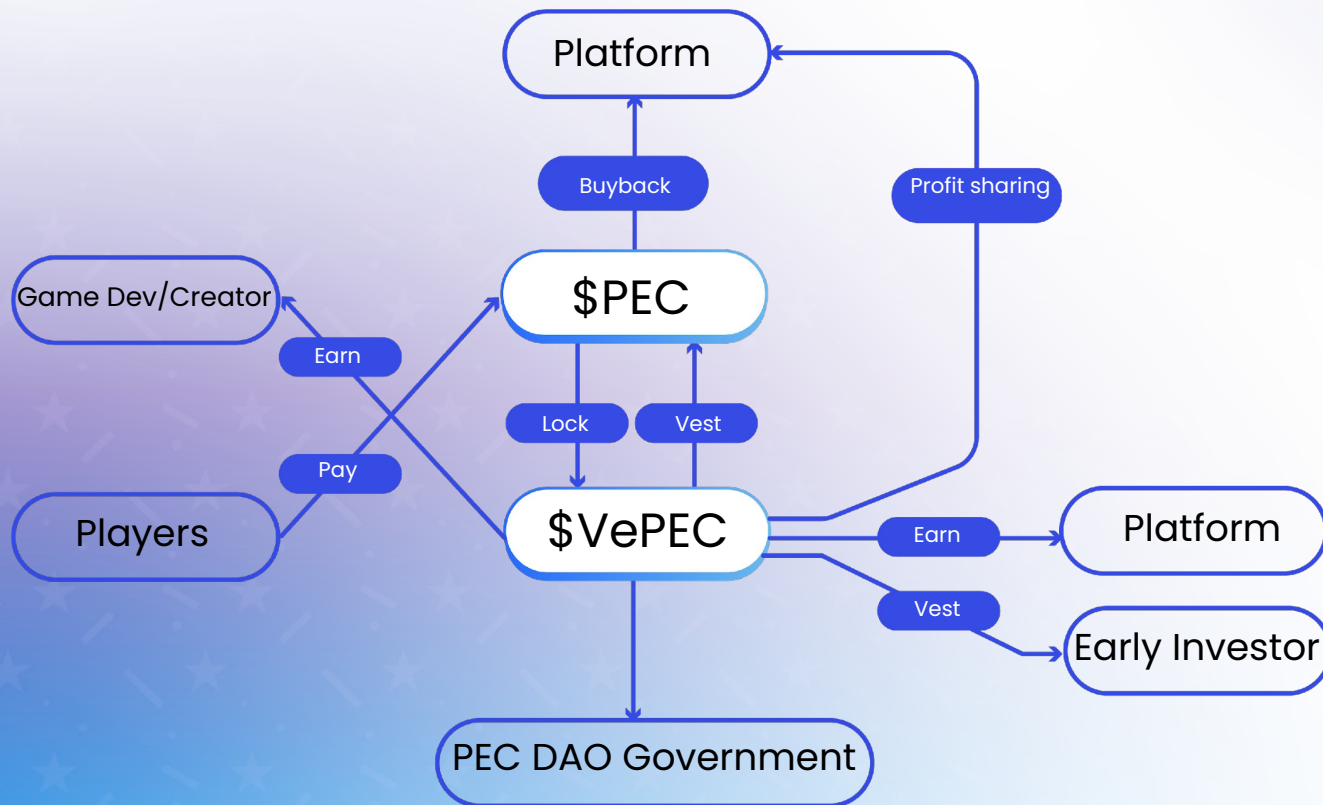 Platform
Buyback
Profit sharing
Game Dev/Creator
$PEC
Earn
Lock
Vest
Pay
Players
$VePEC
Earn
Platform
Vest
Early Investor
PEC DAO Government